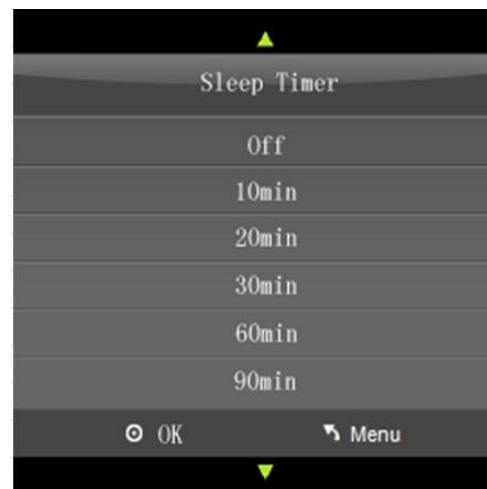 Sleep Timer
Off
10min
20min
30min
60min
90min
OK Menu